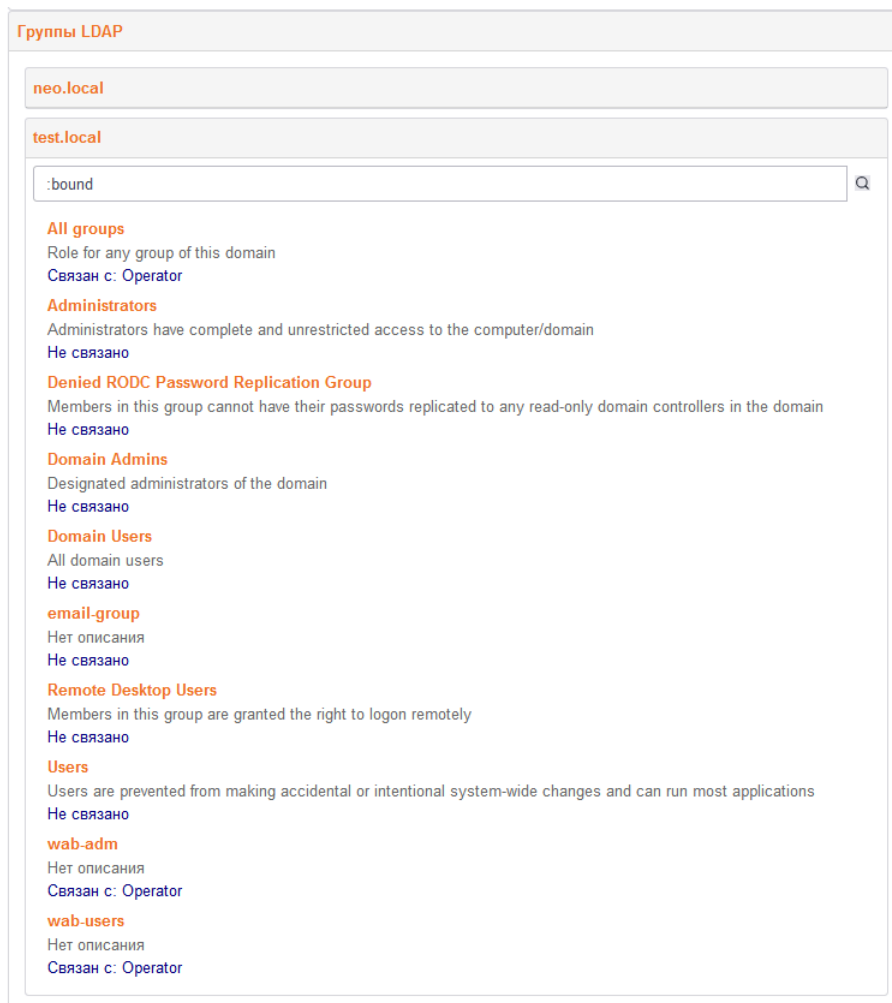 Группы LDAP
neo.local
test.local
:bound
All groups
Role for any group of this domain
Связан с: Operator
Administrators
Administrators have complete and unrestricted access to the computer/domain
Не связано
Denied RODC Password Replication Group
Members in this group cannot have their passwords replicated to any read-only domain controllers in the domain
Не связано
Domain Admins
Designated administrators of the domain
Не связано
Domain Users
All domain users
Не связано
email-group
Нет описания
Не связано
Remote Desktop Users
Members in this group are granted the right to logon remotely
Не связано
Users
Users are prevented from making accidental or intentional system-wide changes and can run most applications
Не связано
wab-adm
Нет описания
Связан с: Operator
wab-users
Нет описания
Связан с: Operator